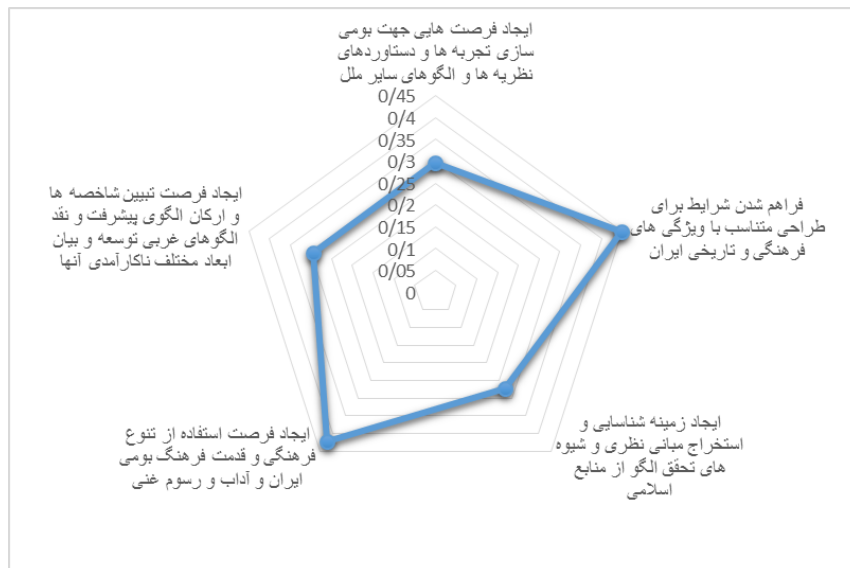 ایجاد فرصت هایی جهت بومی
سازی تجربه ها و دستاوردهای
نظریه ها و الگوهای سایر ملل
0/45
0/4
0/35
0/3
0/25
0/2
0/15
0/1
0/05
0
فراهم شدن شرایط برای
طراحی متناسب با ویژگی های
فرهنگی و تاریخی ایران
ایجاد زمینه شناسایی و
استخراج مبانی نظری و شیوه
های تحقق الگو از منابع
اسلامی
ایجاد فرصت استفاده از تنوع
فرهنگی و قدمت فرهنگ بومی
ایران و آداب و رسوم غنی
ایجاد فرصت تبیین شاخصه ها
و ارکان الگوی پیشرفت و نقد
الگوهای غربی توسعه و بیان
ابعاد مختلف ناکارآمدی آنها